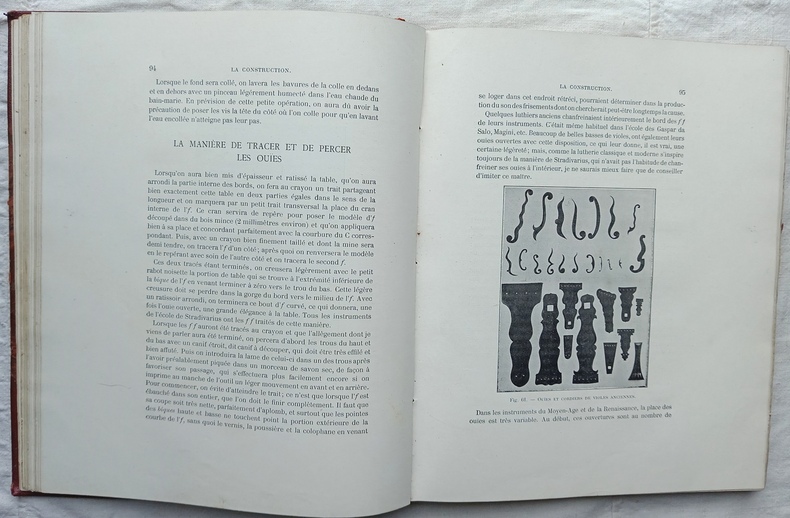 94
LA CONSTRUCTION.
Lorsque le fond sera collé, on lavera les bavures de la colle en dedans
et en dehors avec un pinceau légèrement humecté dans l'eau chaude du
bain-marie. En prévision de cette petite opération, on aura dû avoir la
précaution de poser les vis la tête du côté où l'on colle pour qu'en lavant
l'eau encollée n'atteigne pas leur pas.
LA MANIÈRE DE TRACER ET DE PERCER
LES OUÏES
Lorsqu'on aura bien mis d'épaisseur et ratissé la table, qu'on aura
arrondi la partie interne des bords, on fera au crayon un trait partageant
bien exactement cette table en deux parties égales dans le sens de la
longueur et on marquera par un petit trait transversal la place du cran
interne de l'f. Ce cran servira de repère pour poser le modèle d'f
découpé dans du bois mince (2 millimètres environ) et qu'on appliquera
bien à sa place et concordant parfaitement avec la courbure du C corres-
pondant. Puis, avec un crayon bien finement taillé et dont la mine sera
demi tendre, on tracera l'f d'un côté; après quoi on renversera le modèle
en le repérant avec soin de l'autre côté et on tracera le second f.
Ces deux tracés étant terminés, on creusera légèrement avec le petit
rabot noisette la portion de table qui se trouve à l'extrémité inférieure de
la bique de l'f en venant terminer à zéro vers le trou du bas. Cette légère
creusure doit se perdre dans la gorge du bord vers le milieu de l'f. Avec
un ratissoir arrondi, on terminera ce bout d'f curvé, ce qui donnera, une
fois l'ouïe ouverte, une grande élégance à la table. Tous les instruments
de l'école de Stradivarius ont les f f traités de cette manière.
Lorsque les f f auront été tracés au crayon et que l'allègement dont je
viens de parler aura été terminé, on percera d'abord les trous du haut et
du bas avec un canif étroit, dit canif à découper, qui doit être très effilé et
bien affûté. Puis on introduira la lame de celui-ci dans un des trous après
l'avoir préalablement piquée dans un morceau de savon sec, de façon à
favoriser son passage, qui s'effectuera plus facilement encore si on
imprime au manche de l'outil un léger mouvement en avant et en arrière.
Pour commencer, on évite d'atteindre le trait; ce n'est que lorsque l'f est
ébauché dans son entier, que l'on doit le finir complètement. Il faut que
sa coupe soit très nette, parfaitement d'aplomb, et surtout que les pointes
des biques haute et basse ne touchent point la portion extérieure de la
courbe de l'f, sans quoi le vernis, la poussière et la colophane en venant
LA CONSTRUCTION.
95
se loger dans cet endroit rétréci, pourraient déterminer dans la produc-
tion du son des frisements dont on chercherait peut-être longtemps la cause.
Quelques luthiers anciens chanfreinaient intérieurement le bord des f f
de leurs instruments. C'était même habitud dans l'école des Gaspar da
Salo, Magini, etc. Beaucoup de belles basses de violes, ont également leurs
ouïes ouvertes avec cette disposition, ce qui leur donne, il est vrai, une
certaine légèreté; mais, comme la lutherie classique et moderne s'inspire
toujours de la manière de Stradivarius, qui n'avait pas l'habitude de chan-
freiner ses ouïes à l'intérieur, je ne saurais mieux faire que de conseiller
d'imiter ce maître.
OUÏES ET CORDIERS DE VIOLES ANCIENNES.
Dans les instruments du Moyen-Age et de la Renaissance, la place des
ouïes est très variable. Au début, ces ouvertures sont au nombre de